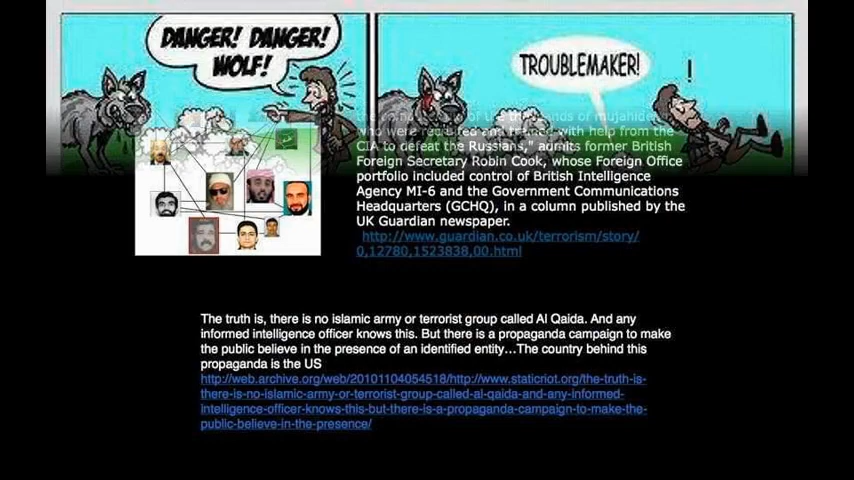 DANGER! DANGER!
WOLF!
TROUBLEMAKER!
!
of the thousands of mujahideen
who were recruited and trained with help from the
CIA to defeat the Russians," admits former British
Foreign Secretary Robin Cook, whose Foreign Office
portfolio included control of British Intelligence
Agency MI-6 and the Government Communications
Headquarters (GCHQ), in a column published by the
UK Guardian newspaper.
http://www.guardian.co.uk/terrorism/story/
0,12780,1523838,00.html
The truth is, there is no islamic army or terrorist group called Al Qaida. And any
informed intelligence officer knows this. But there is a propaganda campaign to make
the public believe in the presence of an identified entity…The country behind this
propaganda is the US
http://web.archive.org/web/20101104054518/http://www.staticriot.org/the-truth-is-
there-is-no-islamic-army-or-terrorist-group-called-al-qaida-and-any-informed-
intelligence-officer-knows-this-but-there-is-a-propaganda-campaign-to-make-the-
public-believe-in-the-presence/